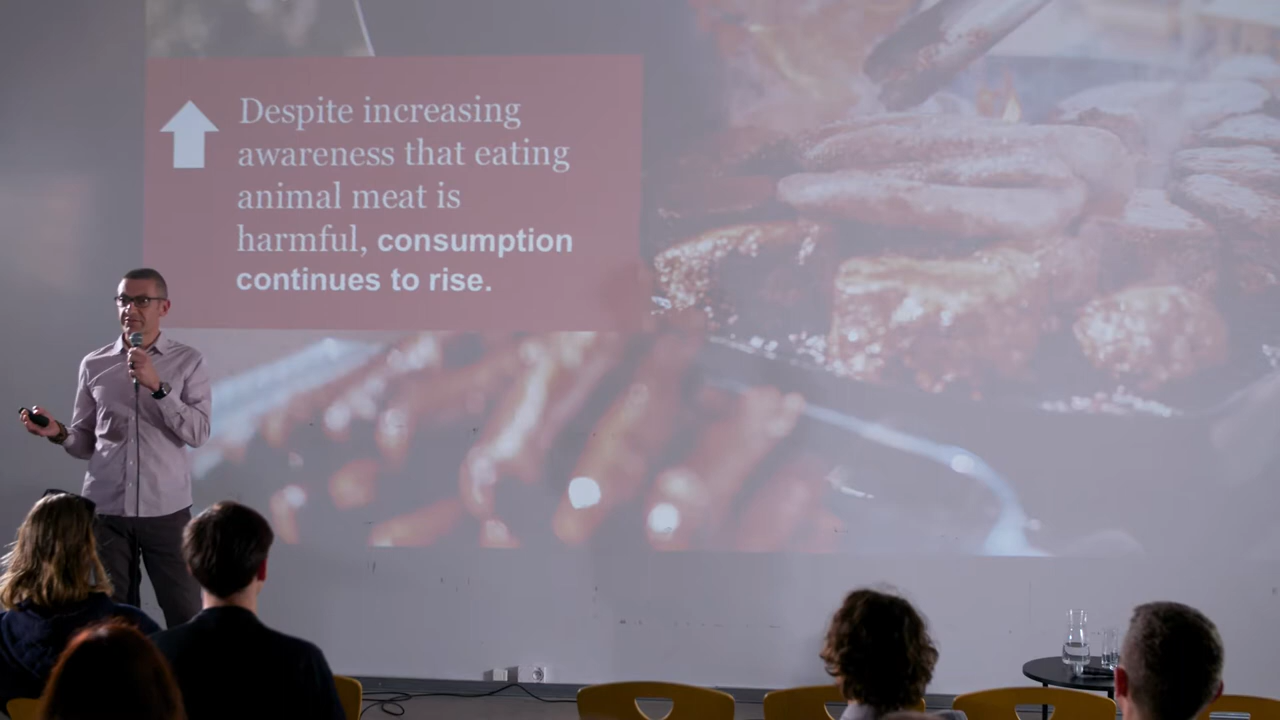 Despite increasing
awareness that eating
animal meat is
harmful, consumption
continues to rise.